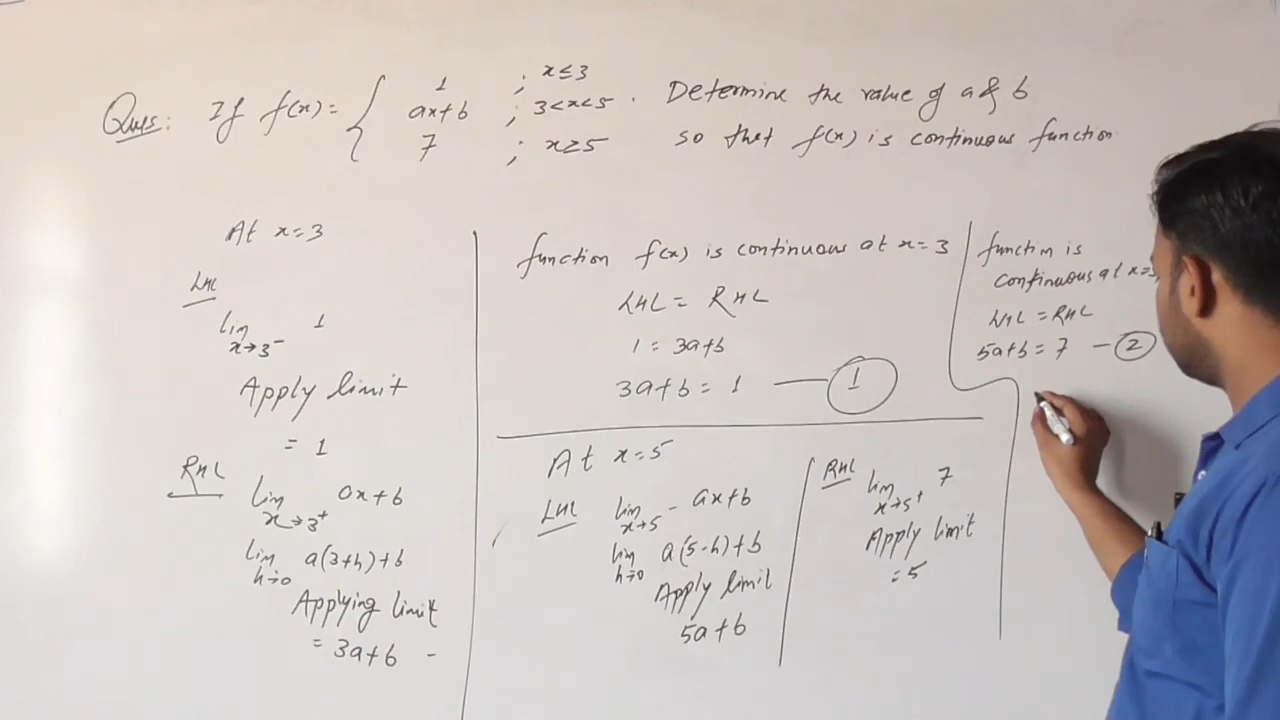 Ques: If f(x) = { 1 ; x≤3
ax+b ; 3<x<5 .
7 ; x≥5
Determine the value of a & b
so that f(x) is continuous function
At x=3
LHL
lim x→3⁻ 1
Apply limit
= 1
RHL
lim x→3⁺ ax+b
lim h→0 a(3+h)+b
Applying limit
= 3a+b -
function f(x) is continuous at x=3
LHL = RHL
1 = 3a+b
3a+b = 1 — ①
At x=5
LHL lim x→5⁻ ax+b
lim h→0 a(5-h)+b
Apply limit
5a+b
RHL lim x→5⁺ 7
Apply limit
=5
function is
continuous at x=5
LHL = RHL
5a+b = 7 — ②